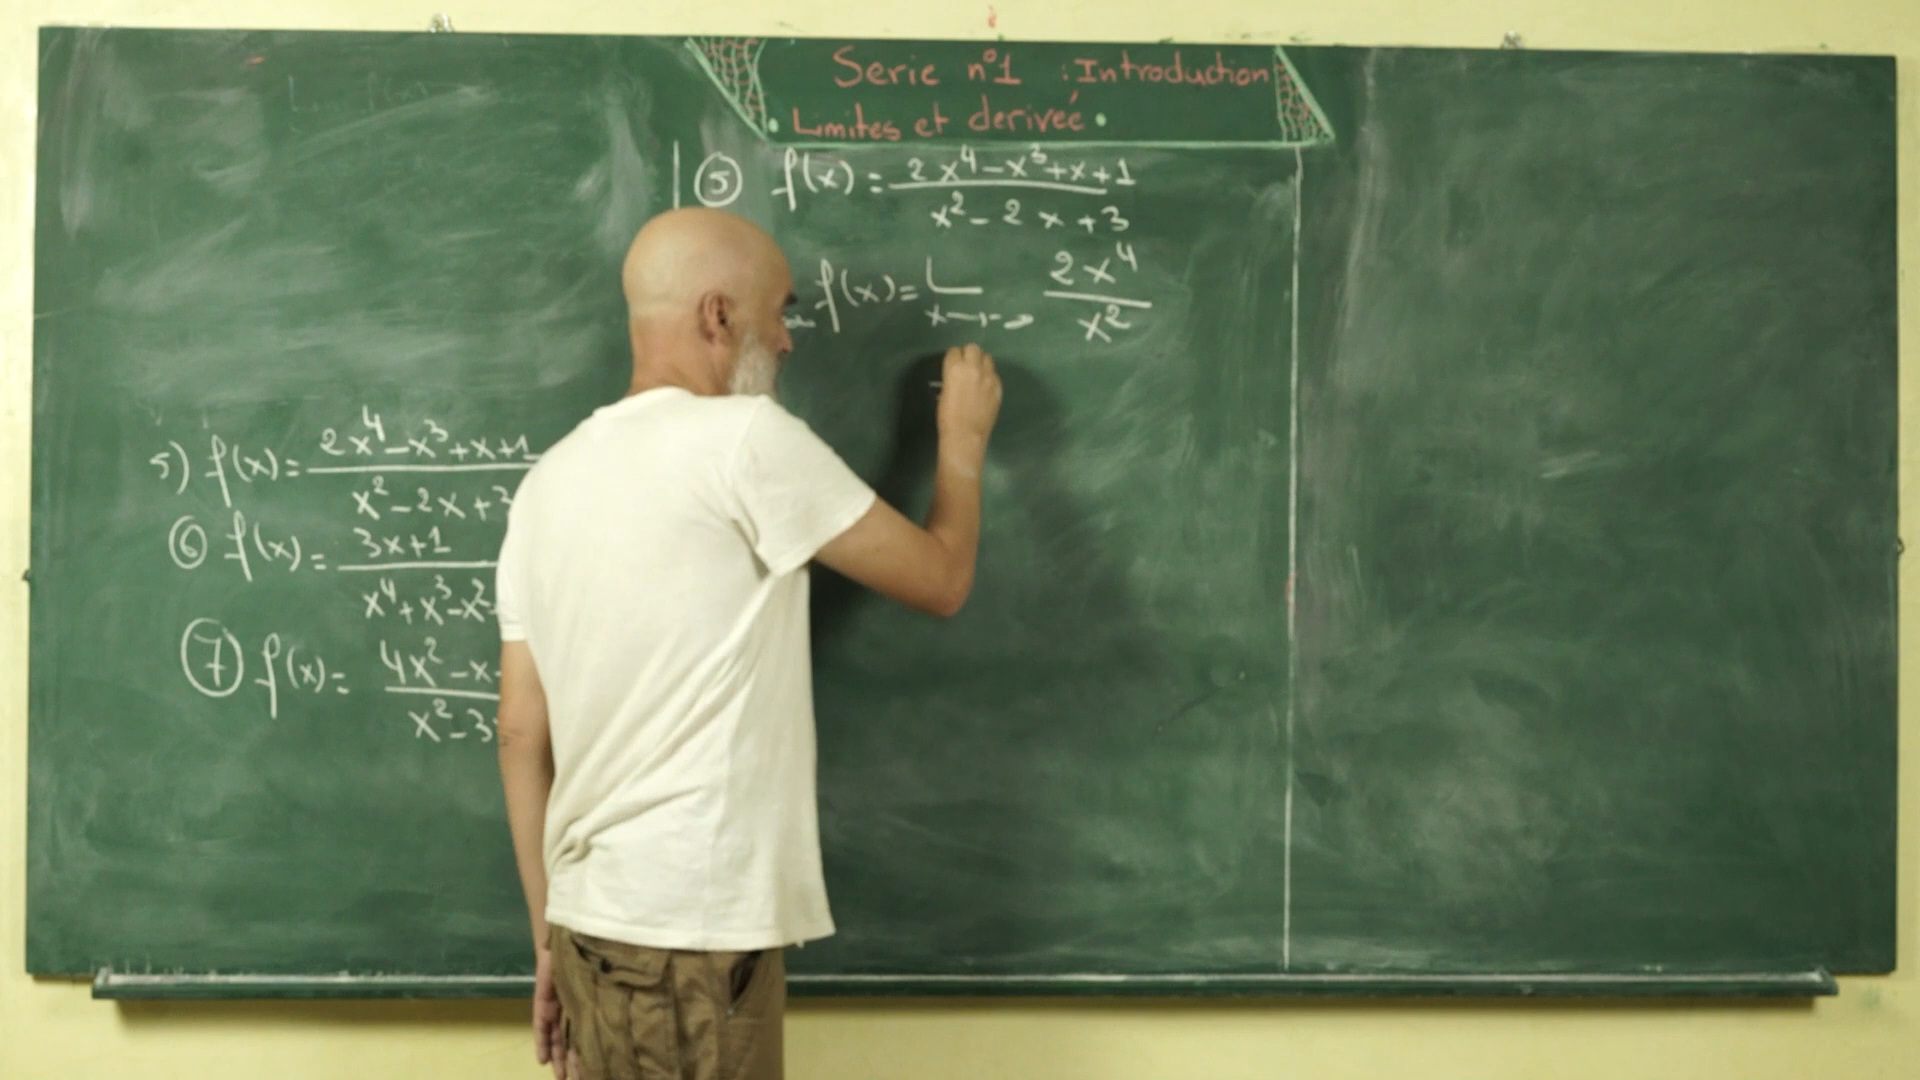 Serie n°1 : Introduction
• Limites et derivée •
5) f(x) = 2x⁴-x³+x+1
x²-2x+3
⑥ f(x) = 3x+1
x⁴+x³-x²
⑦ f(x) = 4x²-x
x²-3
⑤ f(x) = 2x⁴-x³+x+1
x²-2x+3
f(x) = L 2x⁴
x→ x²
=